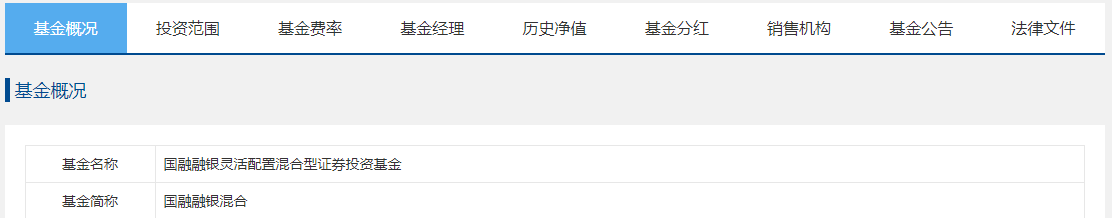 基金概况 投资范围 基金费率 基金经理 历史净值 基金分红 销售机构 基金公告 法律文件
基金概况
基金名称 国融融银灵活配置混合型证券投资基金
基金简称 国融融银混合